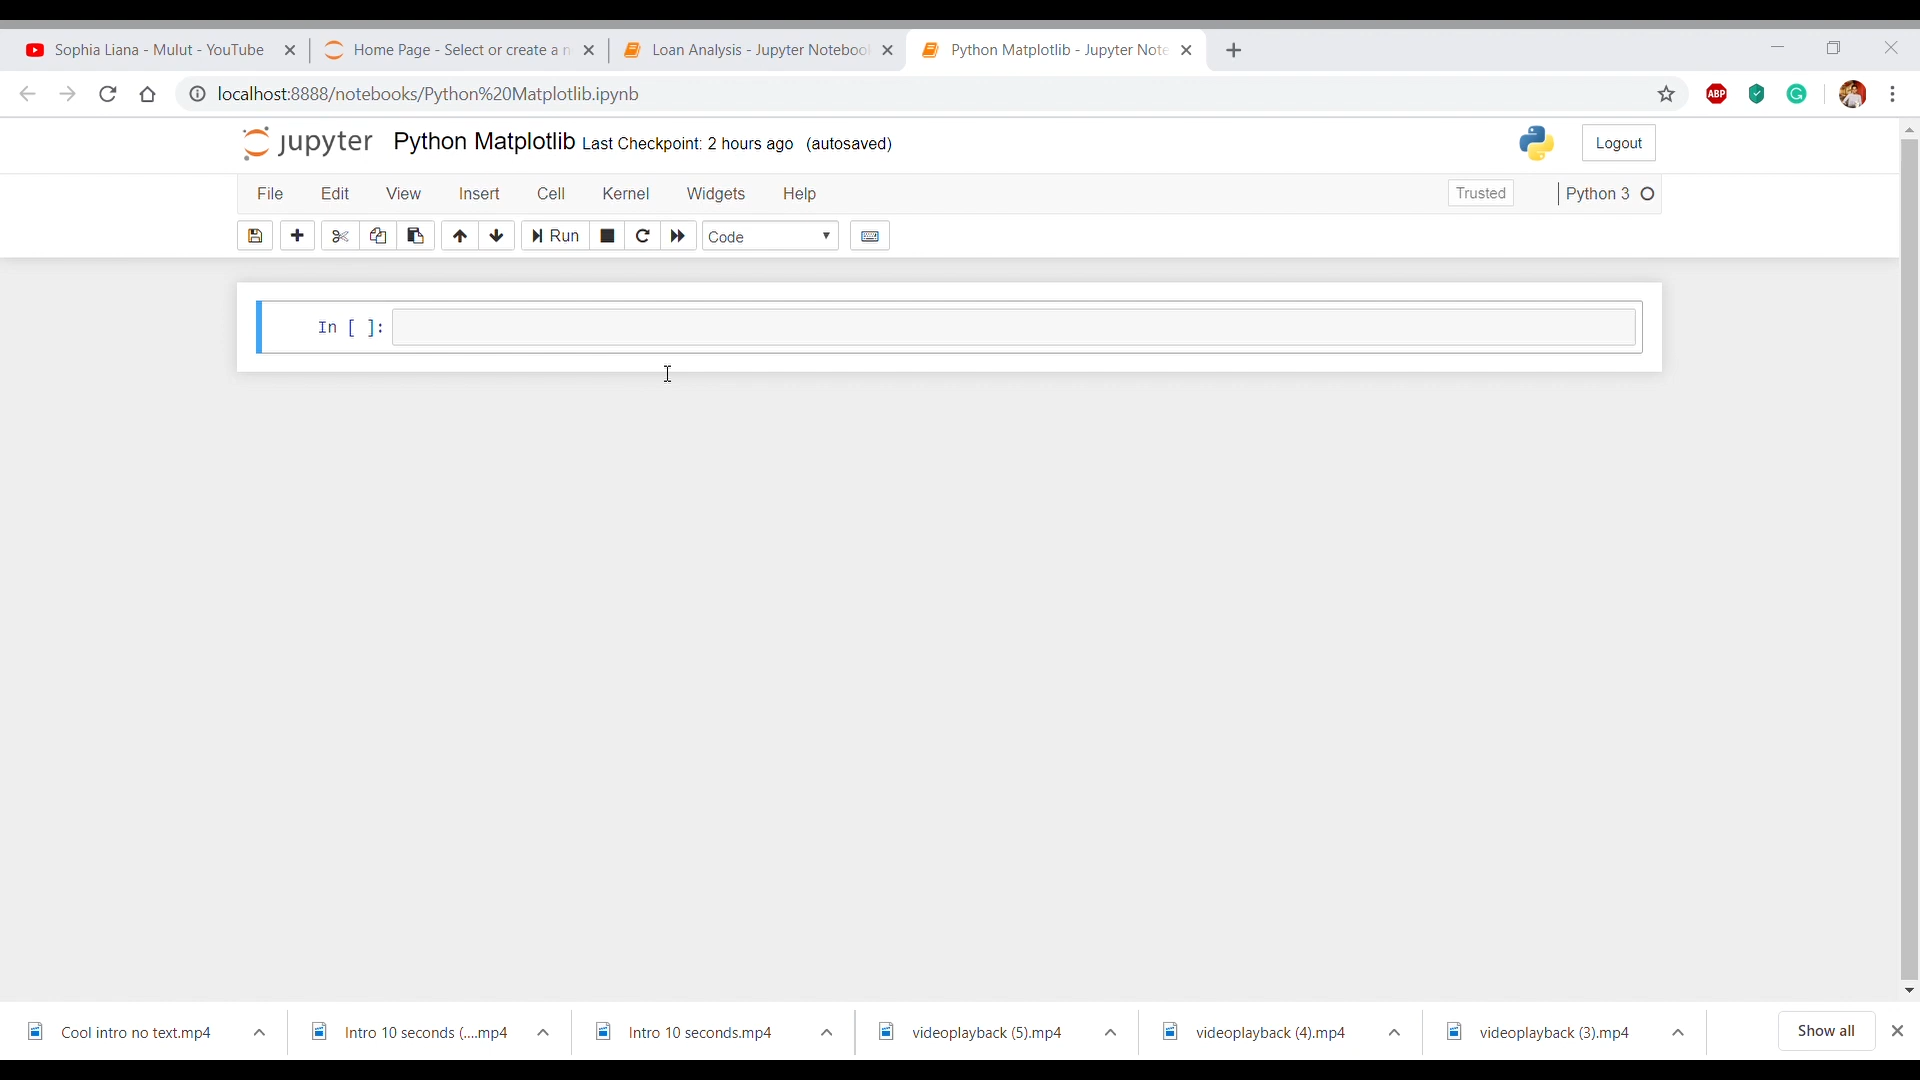 Sophia Liana - Mulut - YouTube
Home Page - Select or create a n
Loan Analysis - Jupyter Notebook
Python Matplotlib - Jupyter Note
localhost:8888/notebooks/Python%20Matplotlib.ipynb
ABP
G
jupyter Python Matplotlib Last Checkpoint: 2 hours ago (autosaved)
Logout
File Edit View Insert Cell Kernel Widgets Help
Trusted
Python 3
Run
Code
In [ ]:
Cool intro no text.mp4
Intro 10 seconds (....mp4
Intro 10 seconds.mp4
videoplayback (5).mp4
videoplayback (4).mp4
videoplayback (3).mp4
Show all